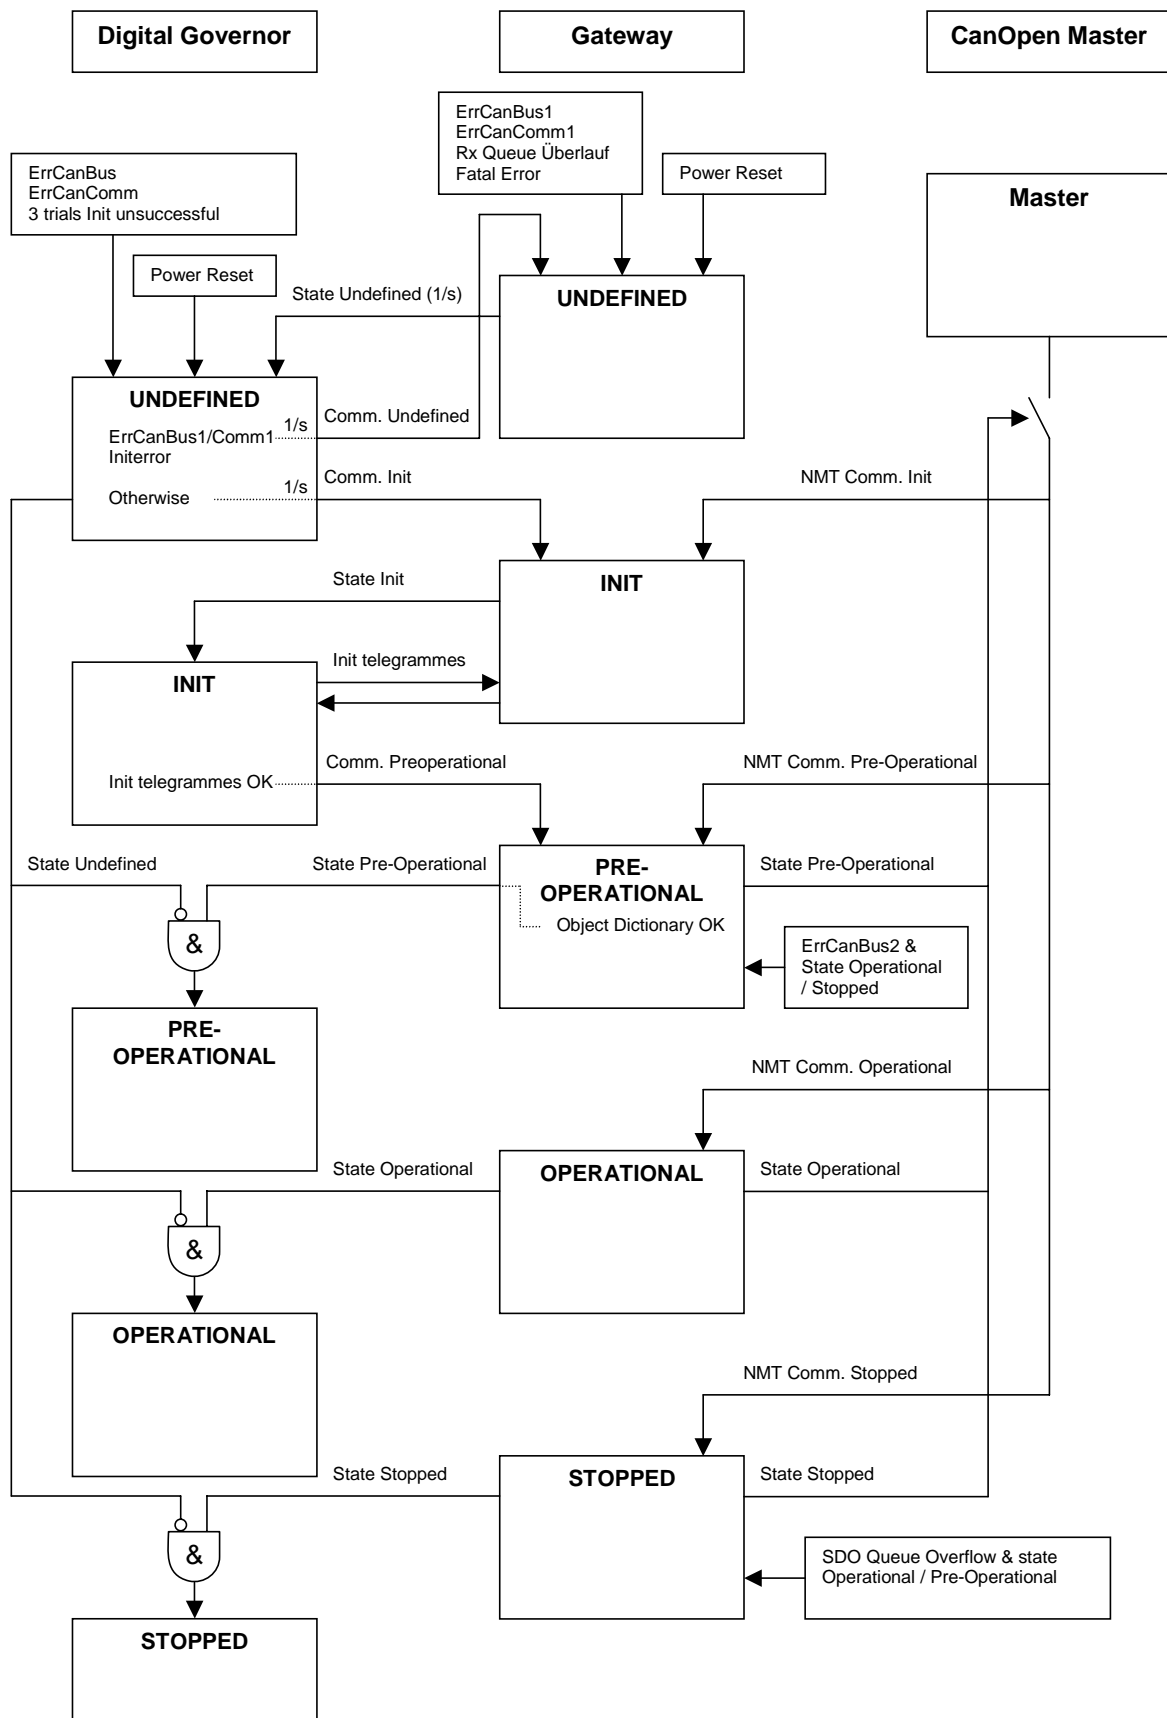 Digital Governor
Gateway
CanOpen Master
ErrCanBus1
ErrCanComm1
Rx Queue Überlauf
Fatal Error
ErrCanBus
ErrCanComm
3 trials Init unsuccessful
Power Reset
Master
Power Reset
State Undefined (1/s)
UNDEFINED
UNDEFINED
ErrCanBus1/Comm1
Initerror
1/s
Comm. Undefined
Otherwise
1/s
Comm. Init
NMT Comm. Init
State Init
INIT
INIT
Init telegrammes
Init telegrammes OK
Comm. Preoperational
NMT Comm. Pre-Operational
State Undefined
State Pre-Operational
PRE-
OPERATIONAL
Object Dictionary OK
State Pre-Operational
&
ErrCanBus2 &
State Operational
/ Stopped
PRE-
OPERATIONAL
NMT Comm. Operational
State Operational
OPERATIONAL
State Operational
&
OPERATIONAL
NMT Comm. Stopped
State Stopped
STOPPED
State Stopped
&
SDO Queue Overflow & state
Operational / Pre-Operational
STOPPED